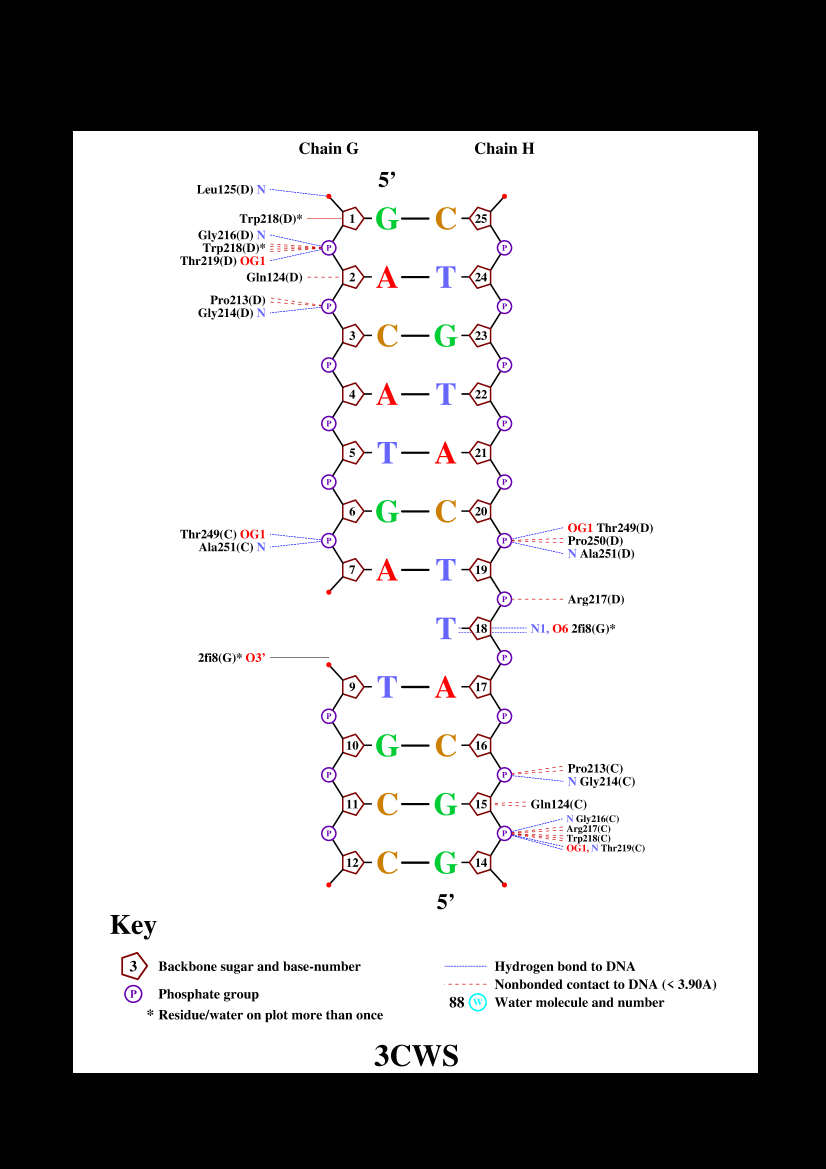 Chain G Chain H
5’
Leu125(D) N
Trp218(D)* 1 G C 25
Gly216(D) N
Trp218(D)* P P
Thr219(D) OG1
Gln124(D) 2 A T 24
Pro213(D) P P
Gly214(D) N
3 C G 23
P P
4 A T 22
P P
5 T A 21
P P
6 G C 20
OG1 Thr249(D)
Thr249(C) OG1 P P Pro250(D)
Ala251(C) N N Ala251(D)
7 A T 19
P Arg217(D)
T 18 N1, O6 2fi8(G)*
2fi8(G)* O3’ P
9 T A 17
P P
10 G C 16
Pro213(C)
P P N Gly214(C)
11 C G 15 Gln124(C)
N Gly216(C)
P P Arg217(C)
Trp218(C)
OG1, N Thr219(C)
12 C G 14
5’
Key
3 Backbone sugar and base-number Hydrogen bond to DNA
Nonbonded contact to DNA (< 3.90A)
P Phosphate group 88 W Water molecule and number
* Residue/water on plot more than once
3CWS